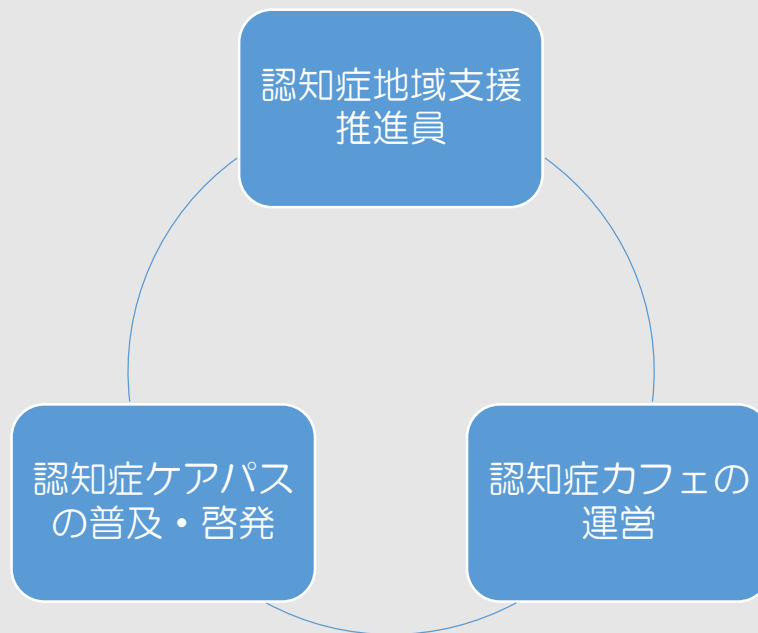 認知症地域支援
推進員
認知症ケアパス
の普及・啓発
認知症カフェの
運営